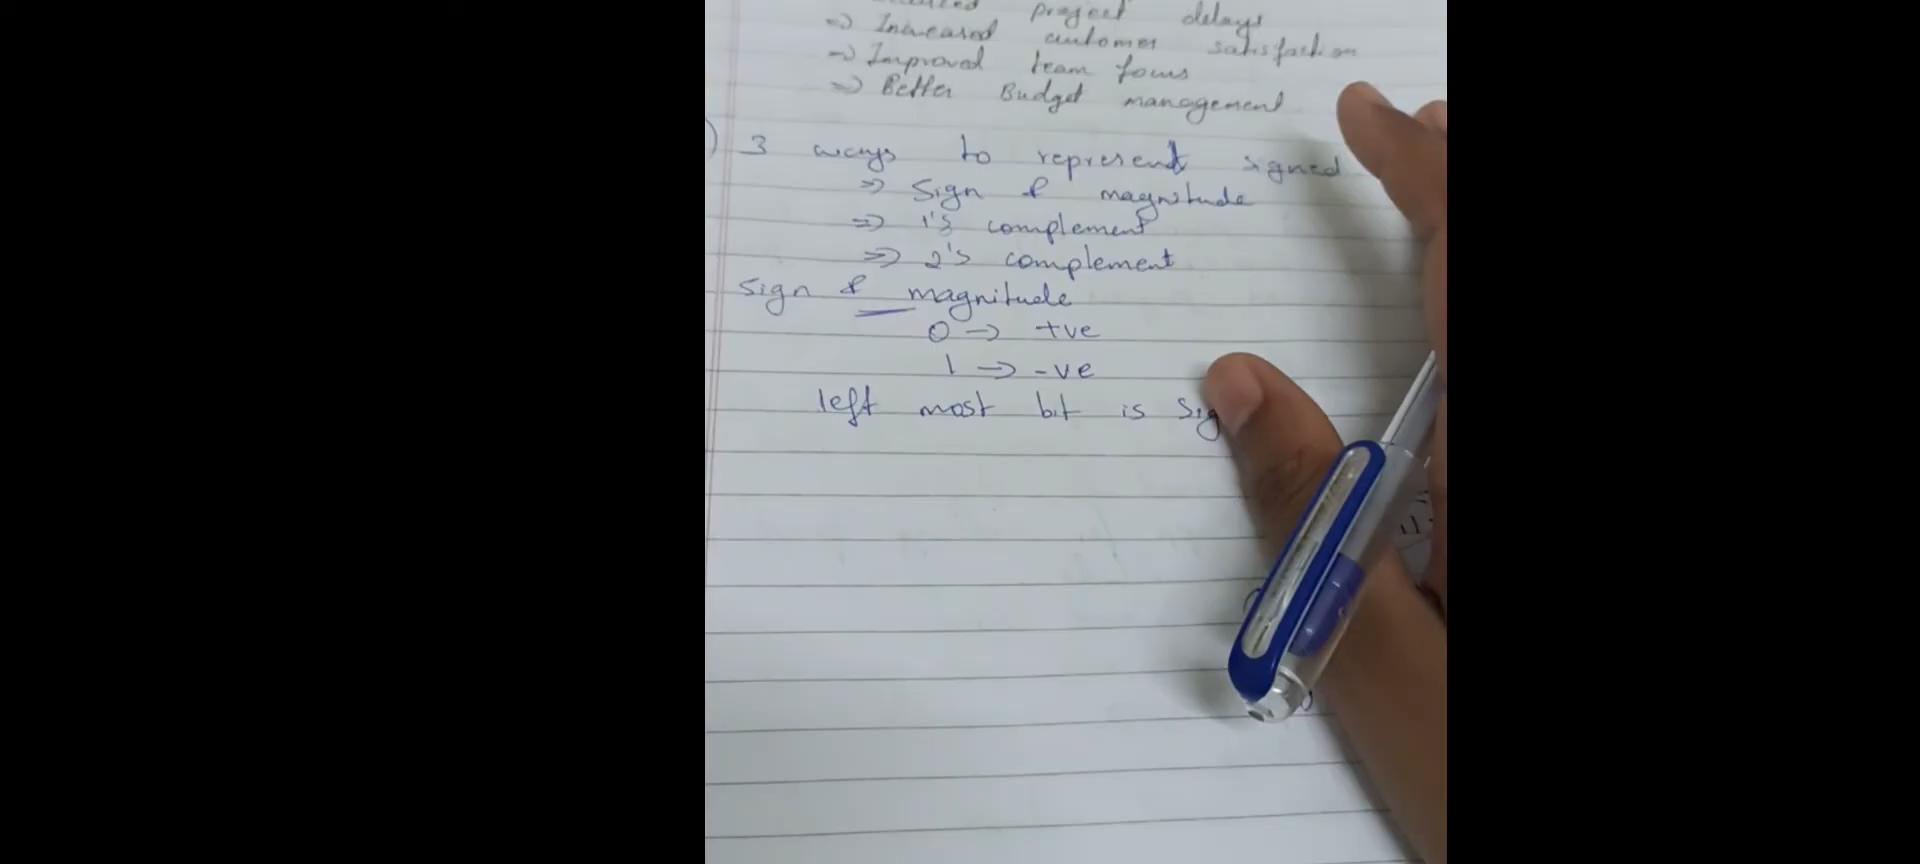 project delays
⇒ Increased customer satisfaction
⇒ Improved team focus
⇒ Better Budget management
) 3 ways to represent signed
⇒ Sign & magnitude
⇒ 1's complement
⇒ 2's complement
Sign & magnitude
0 → +ve
1 → -ve
left most bit is